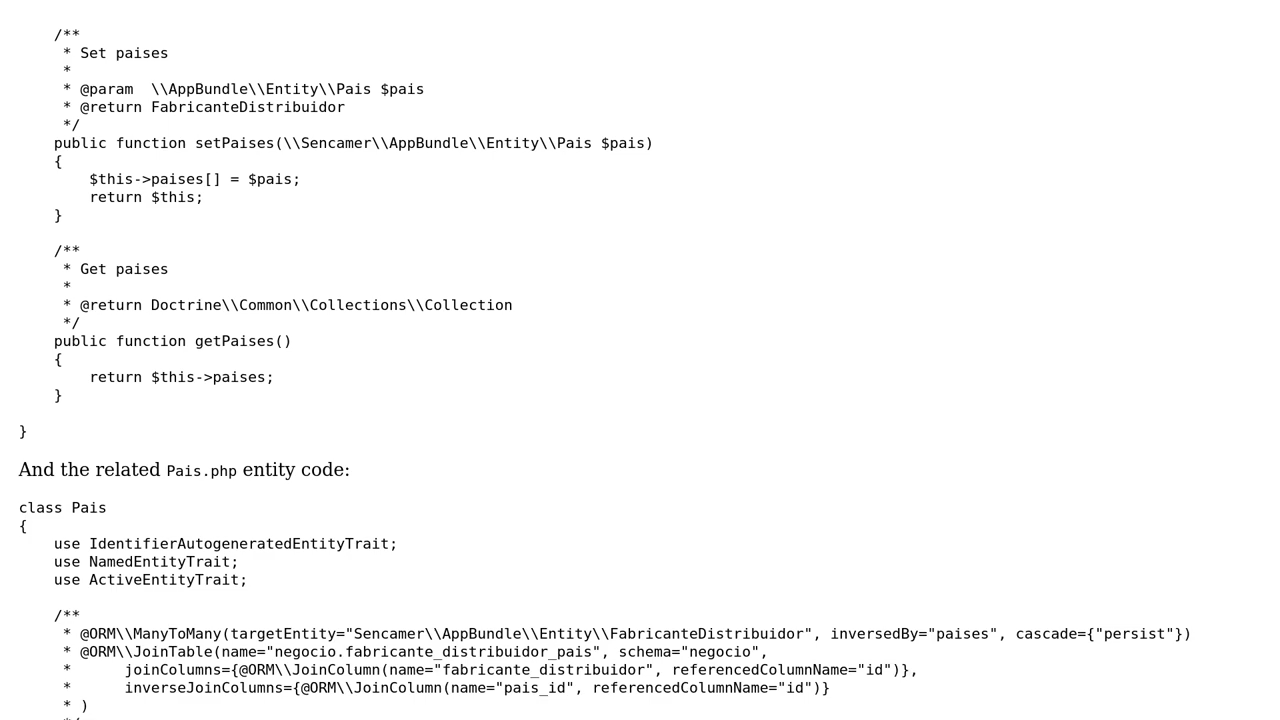 /**
     * Set paises
     *
     * @param  \\AppBundle\\Entity\\Pais $pais
     * @return FabricanteDistribuidor
     */
    public function setPaises(\\Sencamer\\AppBundle\\Entity\\Pais $pais)
    {
        $this->paises[] = $pais;
        return $this;
    }

    /**
     * Get paises
     *
     * @return Doctrine\\Common\\Collections\\Collection
     */
    public function getPaises()
    {
        return $this->paises;
    }

}
And the related Pais.php entity code:
class Pais
{
    use IdentifierAutogeneratedEntityTrait;
    use NamedEntityTrait;
    use ActiveEntityTrait;

    /**
     * @ORM\\ManyToMany(targetEntity="Sencamer\\AppBundle\\Entity\\FabricanteDistribuidor", inversedBy="paises", cascade={"persist"})
     * @ORM\\JoinTable(name="negocio.fabricante_distribuidor_pais", schema="negocio",
     *      joinColumns={@ORM\\JoinColumn(name="fabricante_distribuidor", referencedColumnName="id")},
     *      inverseJoinColumns={@ORM\\JoinColumn(name="pais_id", referencedColumnName="id")}
     * )
     */